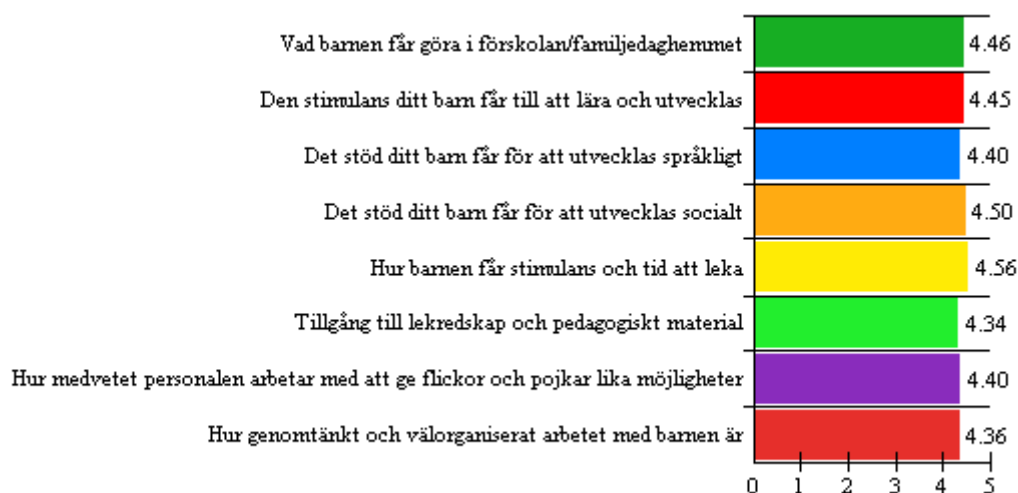 Vad barnen får göra i förskolan/familjedaghemmet 4.46
Den stimulans ditt barn får till att lära och utvecklas 4.45
Det stöd ditt barn får för att utvecklas språkligt 4.40
Det stöd ditt barn får för att utvecklas socialt 4.50
Hur barnen får stimulans och tid att leka 4.56
Tillgång till lekredskap och pedagogiskt material 4.34
Hur medvetet personalen arbetar med att ge flickor och pojkar lika möjligheter 4.40
Hur genomtänkt och välorganiserat arbetet med barnen är 4.36
0 1 2 3 4 5